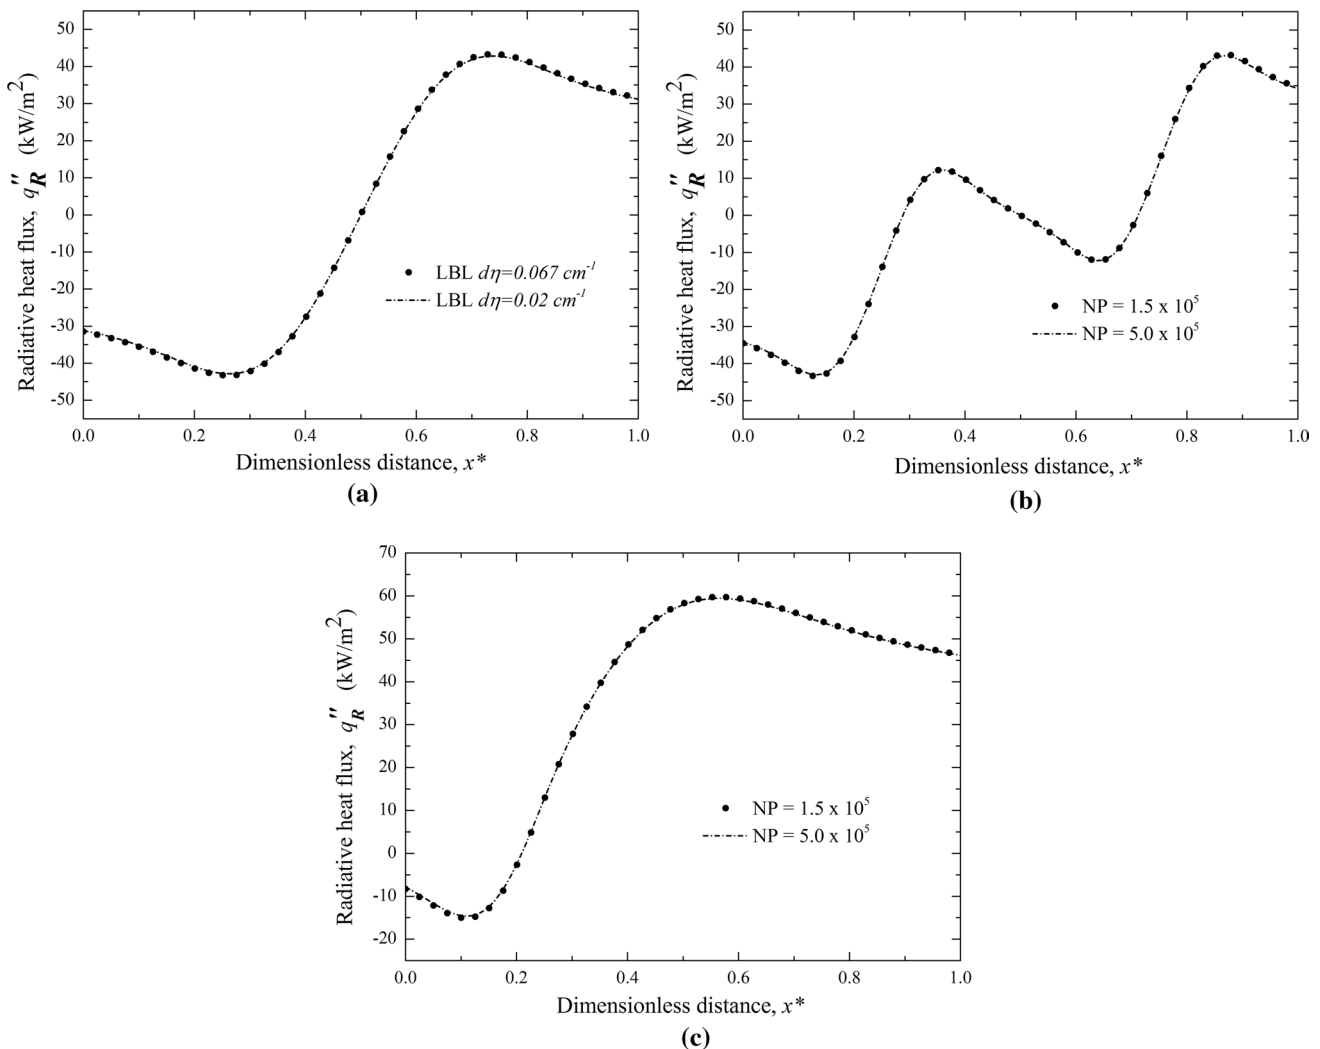 50
40
30
20
10
0
-10
-20
-30
-40
-50
Radiative heat flux, q''R (kW/m2)
LBL dη=0.067 cm-1
LBL dη=0.02 cm-1
0.0 0.2 0.4 0.6 0.8 1.0
Dimensionless distance, x*
(a)
50
40
30
20
10
0
-10
-20
-30
-40
-50
Radiative heat flux, q''R (kW/m2)
NP = 1.5 x 105
NP = 5.0 x 105
0.0 0.2 0.4 0.6 0.8 1.0
Dimensionless distance, x*
(b)
70
60
50
40
30
20
10
0
-10
-20
Radiative heat flux, q''R (kW/m2)
NP = 1.5 x 105
NP = 5.0 x 105
0.0 0.2 0.4 0.6 0.8 1.0
Dimensionless distance, x*
(c)